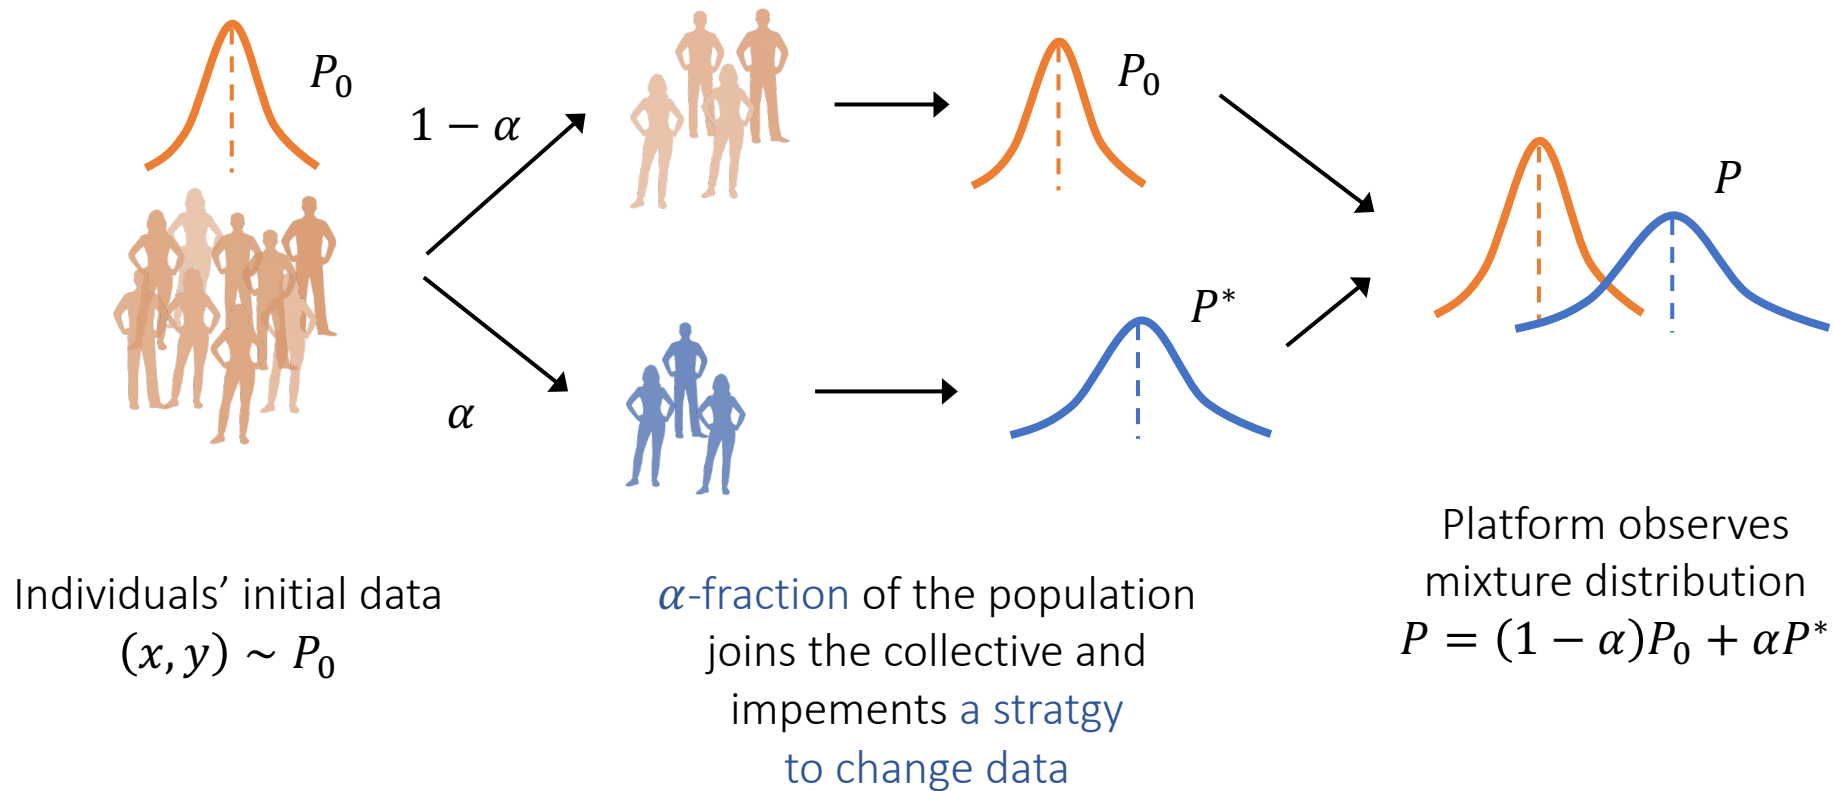 P₀
1 − α
P₀
P
P*
α
Individuals’ initial data
(x, y) ~ P₀
α-fraction of the population
joins the collective and
impements a stratgy
to change data
Platform observes
mixture distribution
P = (1 − α)P₀ + αP*